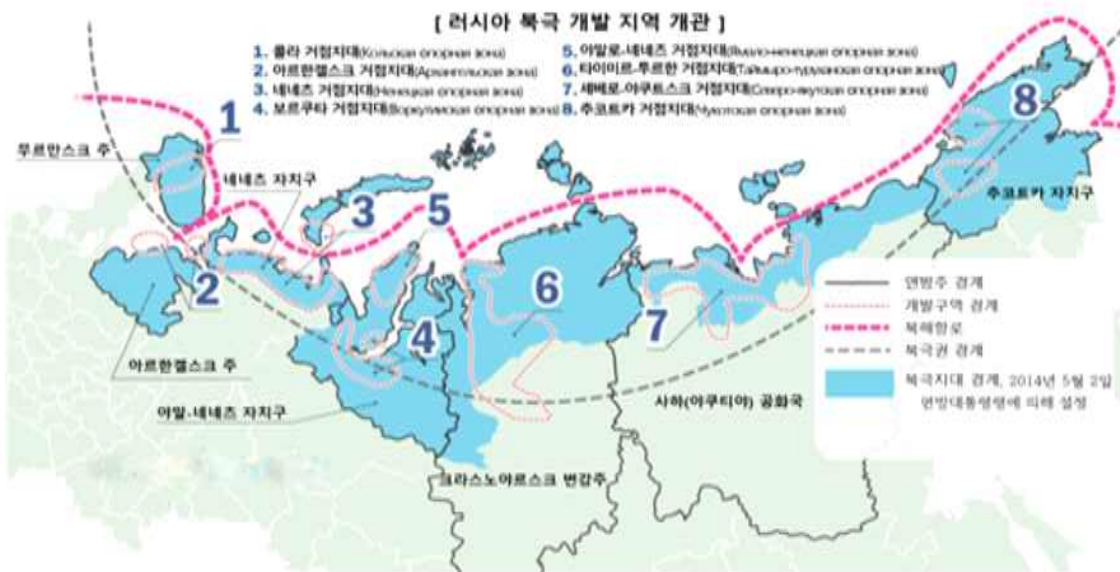 [ 러시아 북극 개발 지역 개관 ]
1. 콜라 거점지대(Кольская опорная зона)
2. 아르한겔스크 거점지대(Архангельская зона)
3. 네네츠 거점지대(Ненецкая опорная зона)
4. 보르쿠타 거점지대(Воркутинская опорная зона)
5. 야말로-네네츠 거점지대(Ямало-ненецкая опорная зона)
6. 타이미르-투르한 거점지대(Таймыро-турханская опорная зона)
7. 세베로-야쿠트스크 거점지대(Северо-якутская опорная зона)
8. 추코트카 거점지대(Чукотская опорная зона)
1
무르만스크 주
네네츠 자치구
3
5
8
추코트카 자치구
2
6
4
7
아르한겔스크 주
야말-네네츠 자치구
사하(야쿠티야) 공화국
크라스노야르스크 변강주
연방주 경계
개발구역 경계
북해항로
북극권 경계
북극지대 경계, 2014년 5월 2일
연방대통령령에 의해 설정